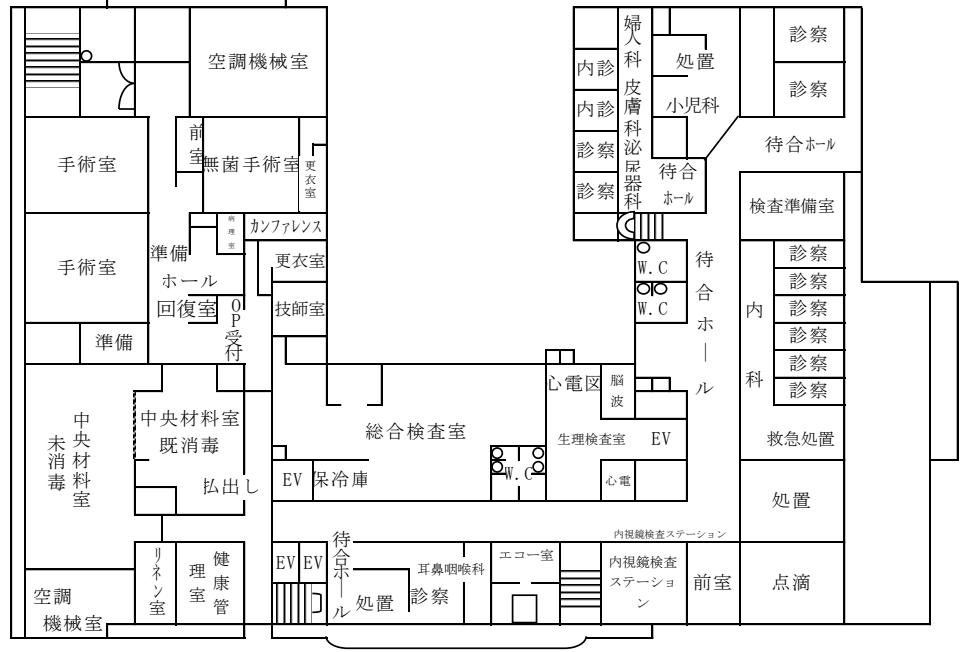 空調機械室
手術室
前室
無菌手術室
更衣室
病理室
カンファレンス
手術室
準備
ホール
回復室
OP受付
更衣室
技師室
準備
中央材料室
未消毒
中央材料室
既消毒
払出し
総合検査室
EV
保冷庫
W.C
心電図
脳波
生理検査室
EV
心電
リネン室
健康管
理室
空調
機械室
EV
EV
待合ホール
処置
診察
耳鼻咽喉科
エコー室
内視鏡検査ステーション
内視鏡検査
ステーショ
ン
前室
点滴
処置
救急処置
内科
診察
診察
診察
診察
診察
診察
検査準備室
待合ホール
W.C
W.C
婦人科
皮膚科
泌尿器科
内診
内診
診察
診察
処置
小児科
待合
ホール
診察
診察
待合ホール